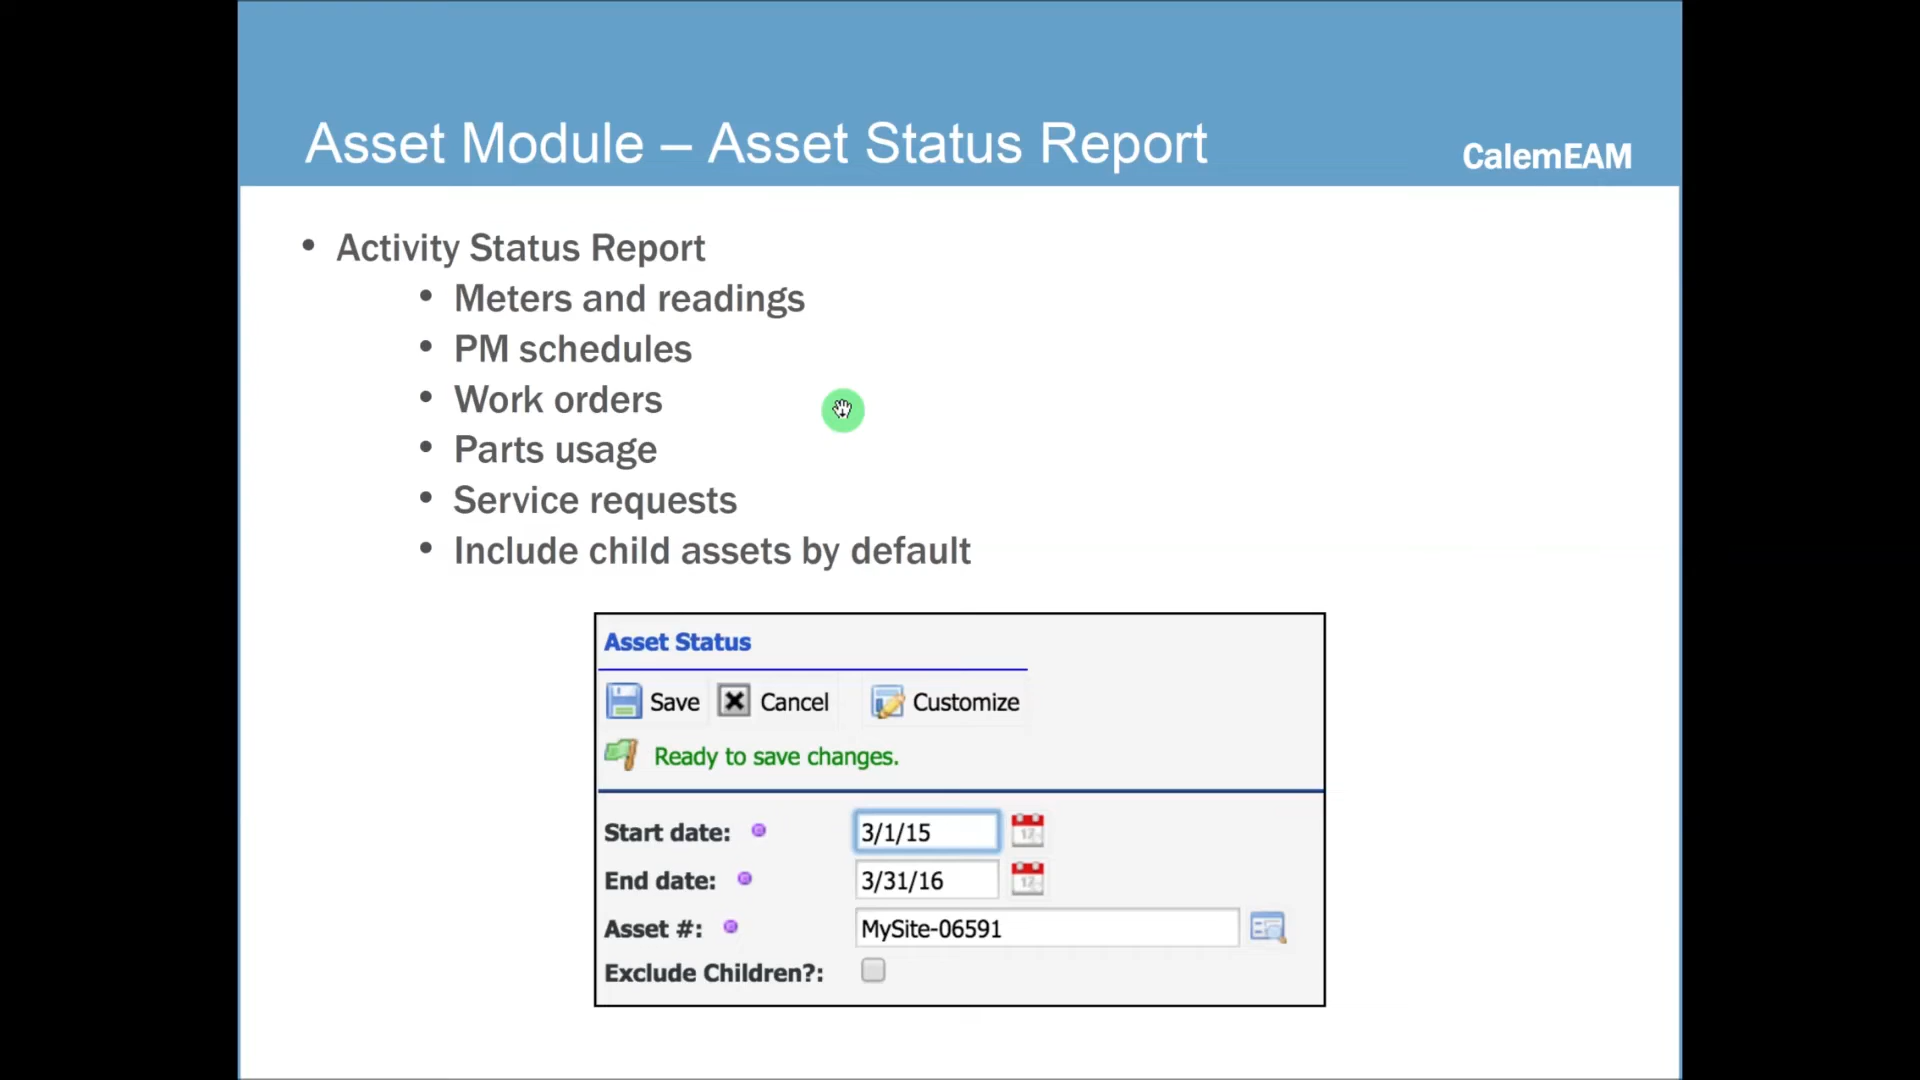 Asset Module – Asset Status Report
CalemEAM
• Activity Status Report
• Meters and readings
• PM schedules
• Work orders
• Parts usage
• Service requests
• Include child assets by default
Asset Status
Save Cancel Customize
Ready to save changes.
Start date: 3/1/15
End date: 3/31/16
Asset #: MySite-06591
Exclude Children?: